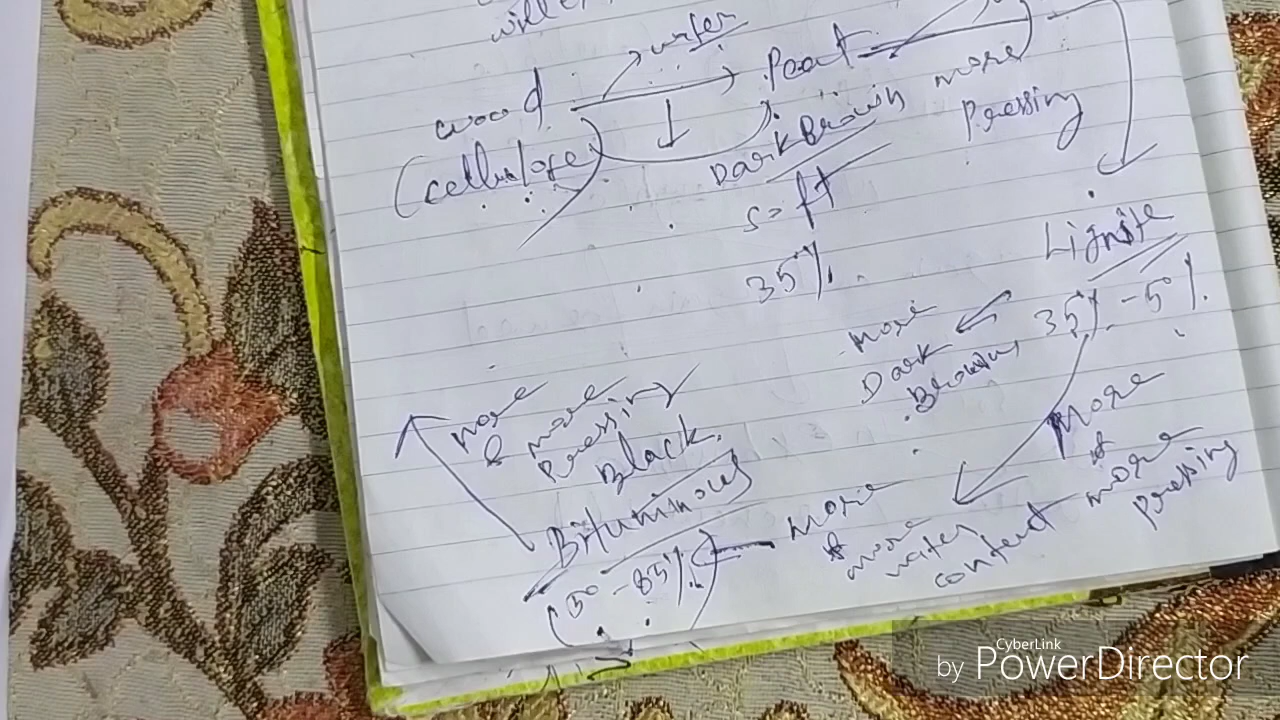 water
wood
Peat
(cellulose)
Dark Brown
more
Pressing
soft
35%
Lignite
35% - 50%
more
Dark
Brown
More
&
more
Pressing
more
& more
Pressing
Black
Bituminous
(50 - 85%)
more
& more
water
content
CyberLink
by PowerDirector